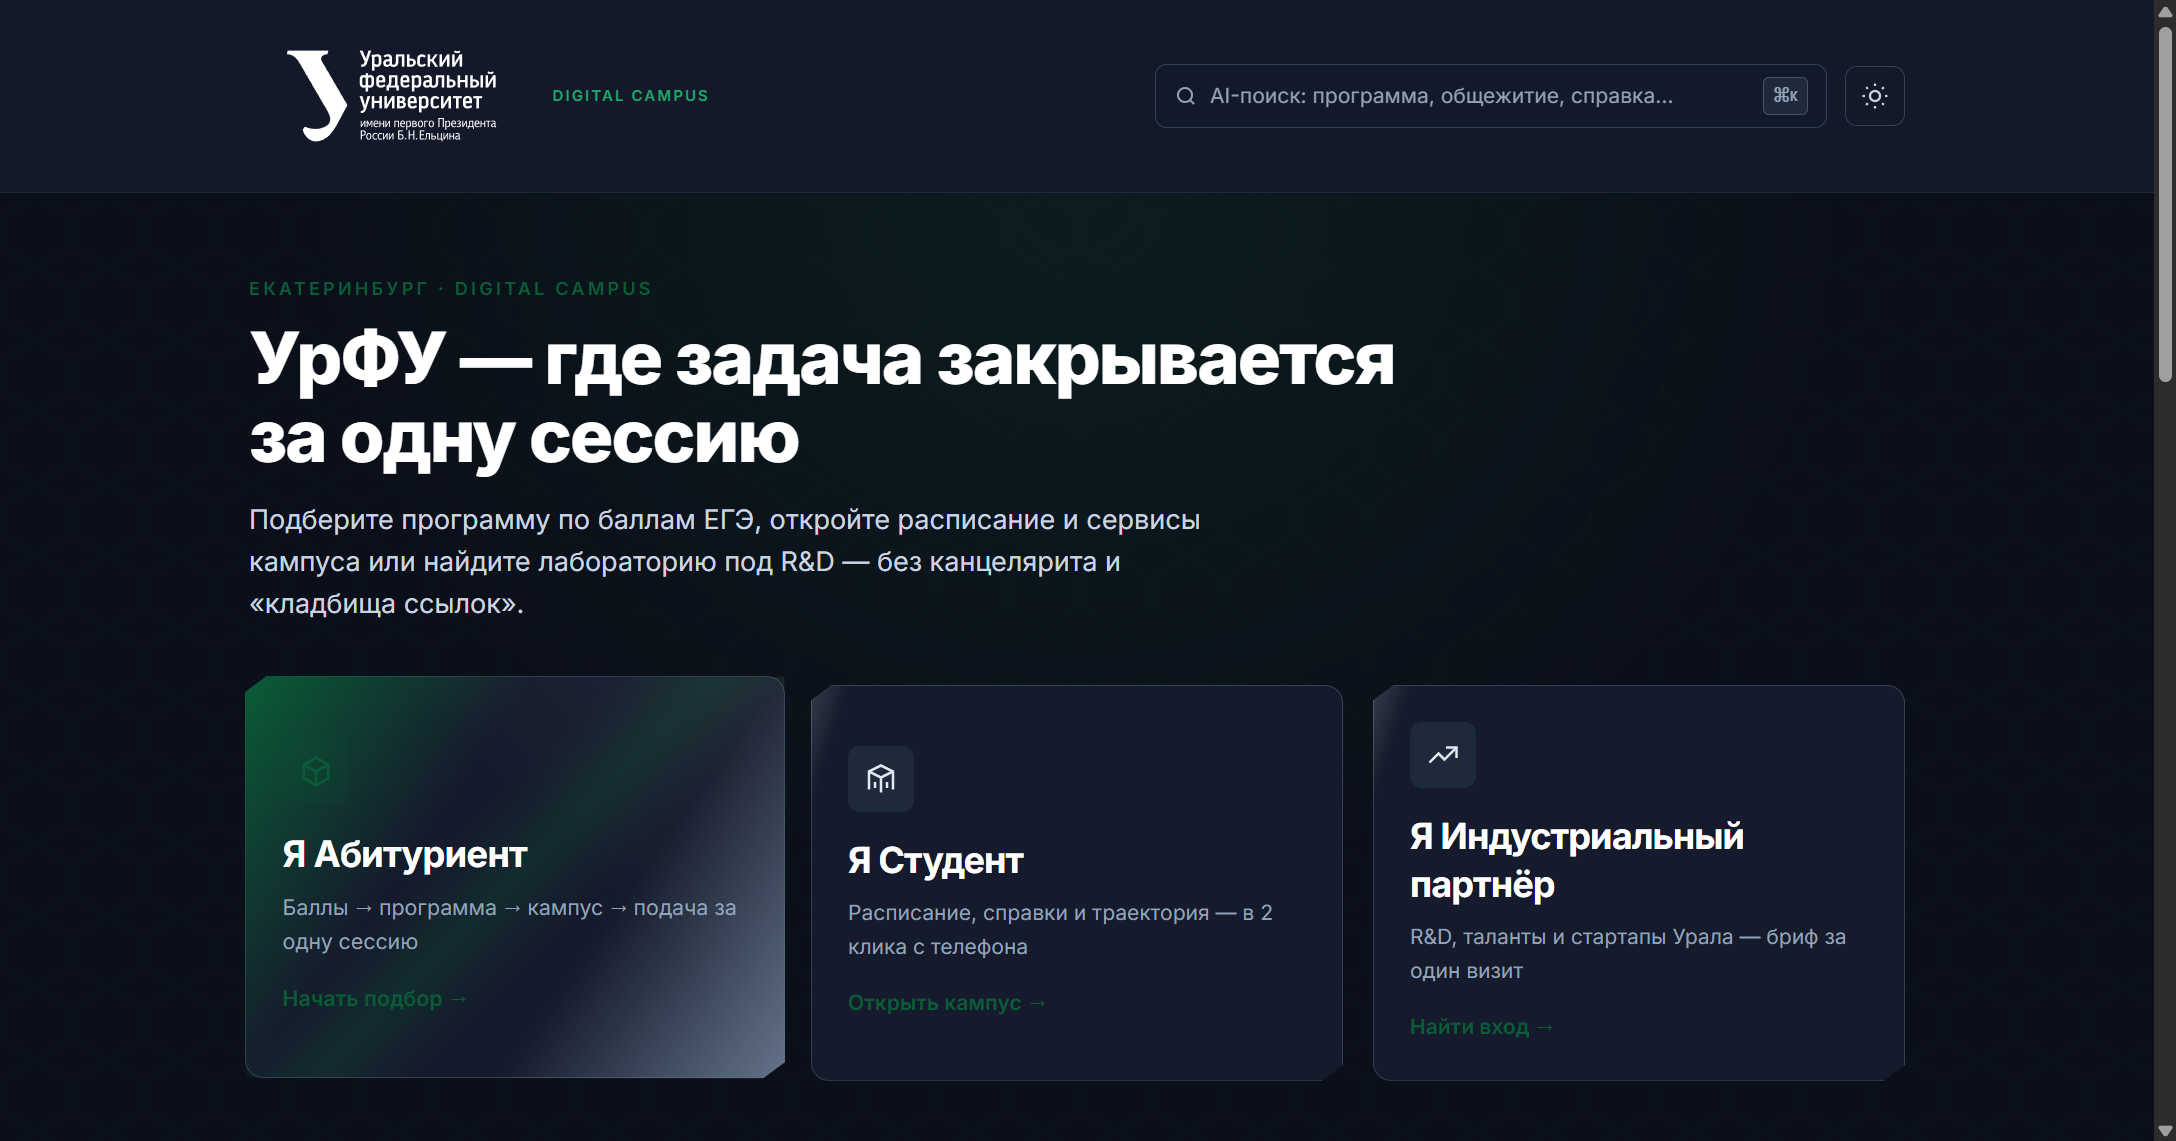 Уральский
федеральный
университет
имени первого Президента
России Б.Н.Ельцина
DIGITAL CAMPUS
AI-поиск: программа, общежитие, справка...
⌘K
ЕКАТЕРИНБУРГ · DIGITAL CAMPUS
УрФУ — где задача закрывается
за одну сессию
Подберите программу по баллам ЕГЭ, откройте расписание и сервисы
кампуса или найдите лабораторию под R&D — без канцелярита и
«кладбища ссылок».
Я Абитуриент
Баллы → программа → кампус → подача за
одну сессию
Начать подбор →
Я Студент
Расписание, справки и траектория — в 2
клика с телефона
Открыть кампус →
Я Индустриальный
партнёр
R&D, таланты и стартапы Урала — бриф за
один визит
Найти вход →